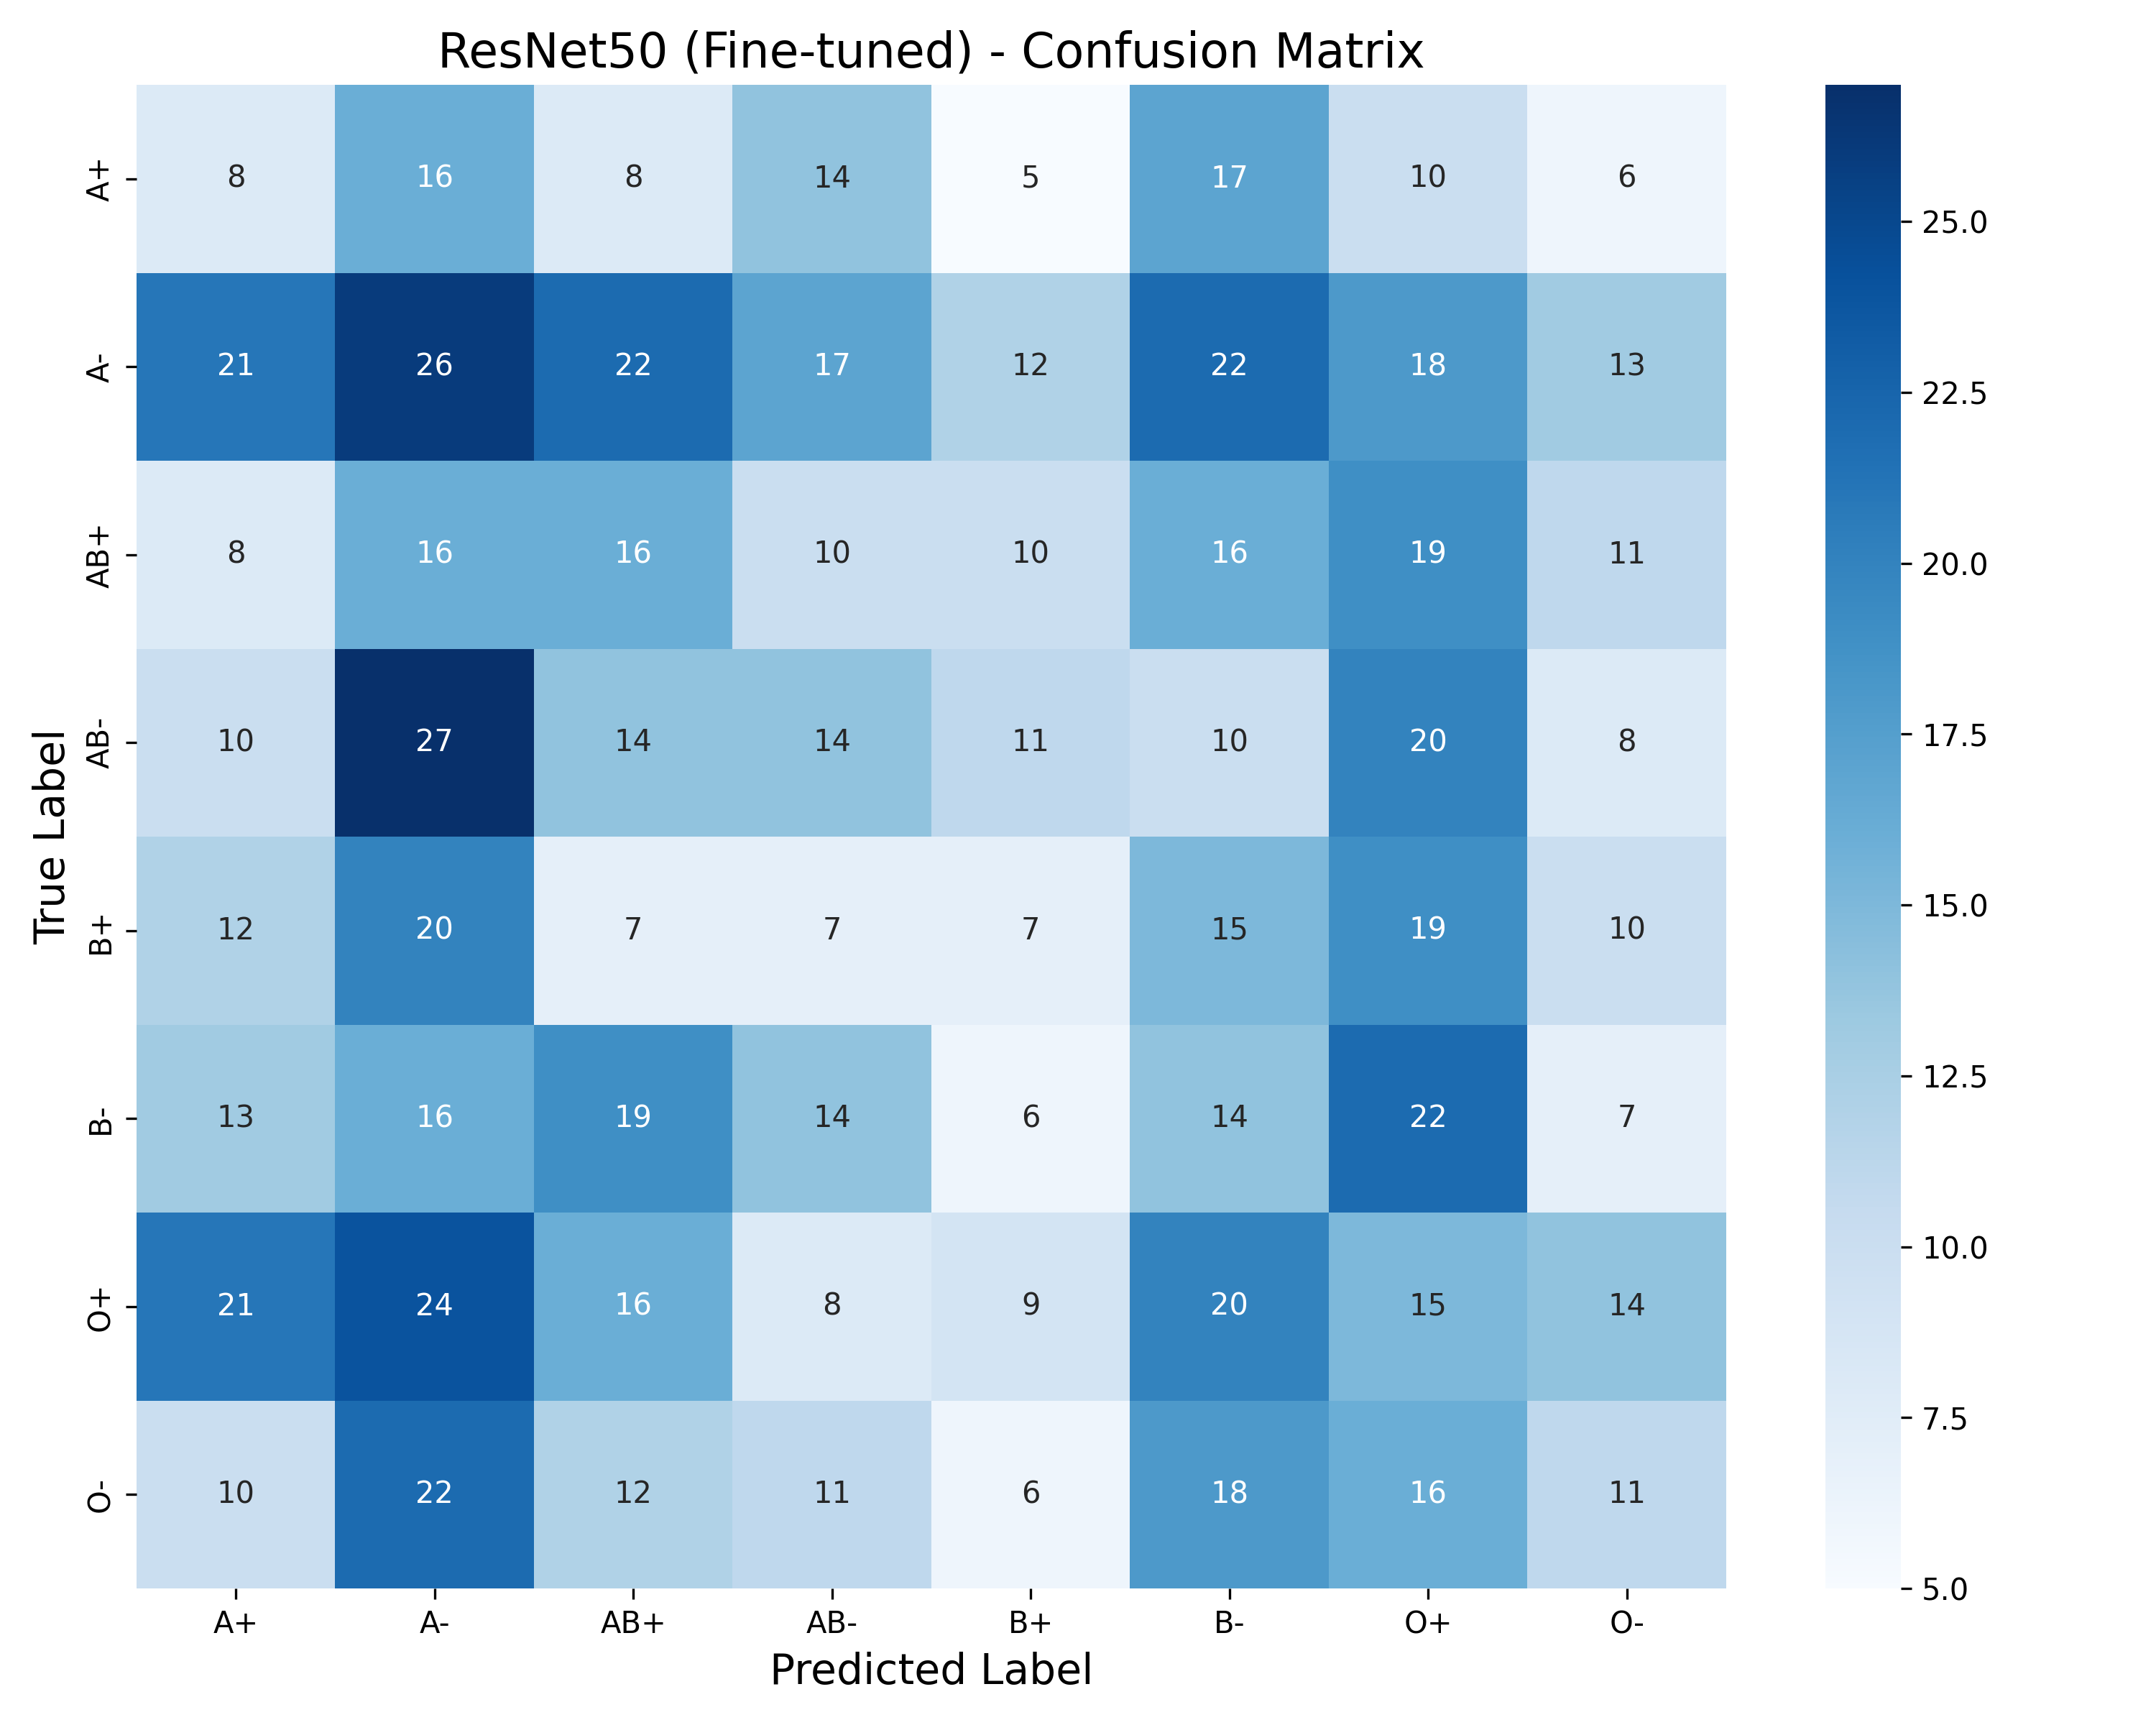 ResNet50 (Fine-tuned) - Confusion Matrix
A+ 8 16 8 14 5 17 10 6
A- 21 26 22 17 12 22 18 13
AB+ 8 16 16 10 10 16 19 11
AB- 10 27 14 14 11 10 20 8
B+ 12 20 7 7 7 15 19 10
B- 13 16 19 14 6 14 22 7
O+ 21 24 16 8 9 20 15 14
O- 10 22 12 11 6 18 16 11
A+ A- AB+ AB- B+ B- O+ O-
True Label
Predicted Label
25.0
22.5
20.0
17.5
15.0
12.5
10.0
7.5
5.0